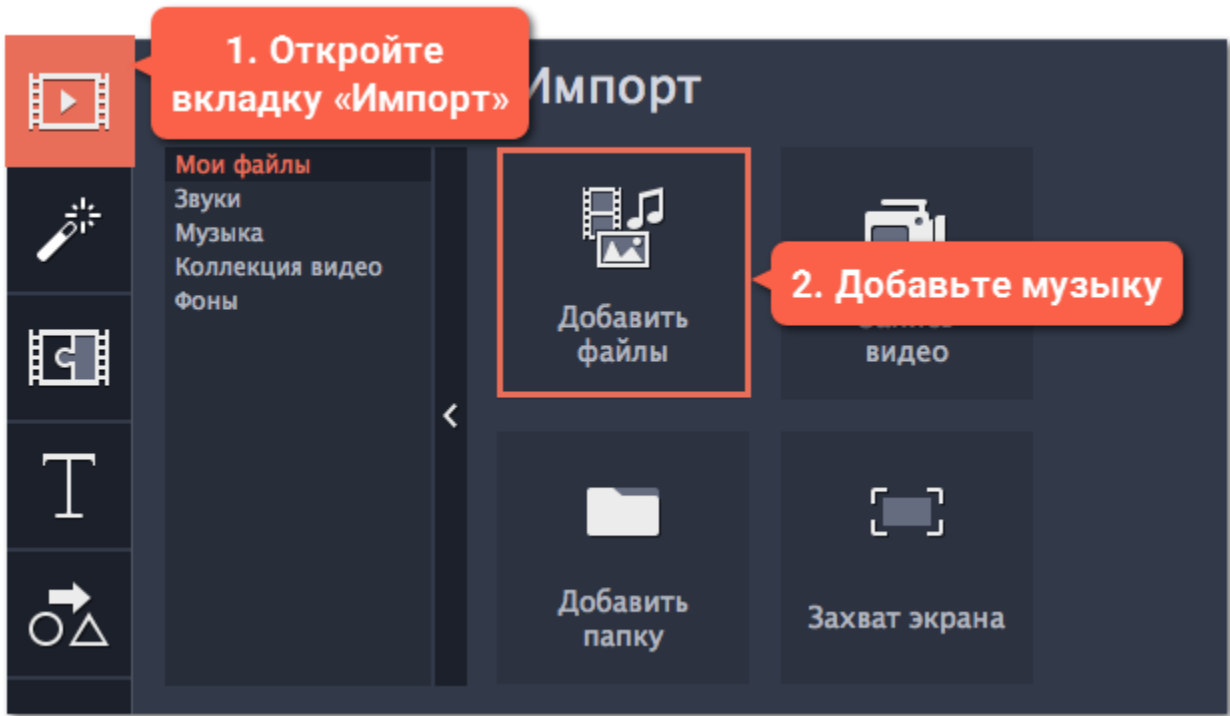 1. Откройте
вкладку «Импорт»
Импорт
Мои файлы
Звуки
Музыка
Коллекция видео
Фоны
Добавить
файлы
2. Добавьте музыку
видео
Добавить
папку
Захват экрана